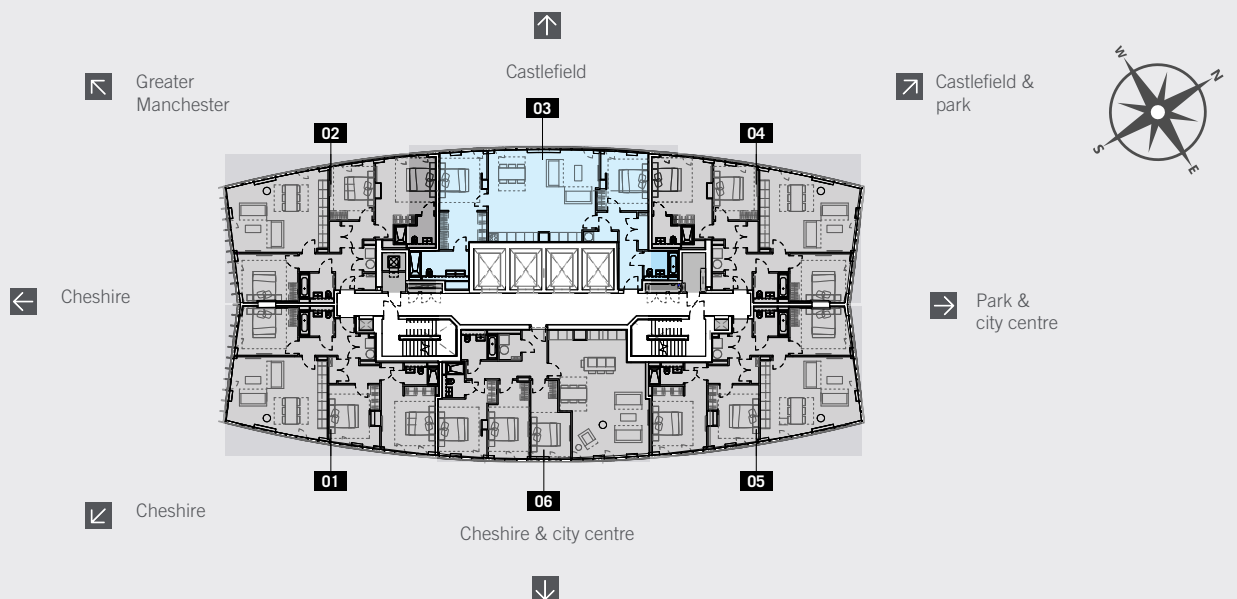 Castlefield
Greater
Manchester
Castlefield &
park
W
N
S
E
03
02
04
Cheshire
Park &
city centre
01
05
06
Cheshire
Cheshire & city centre